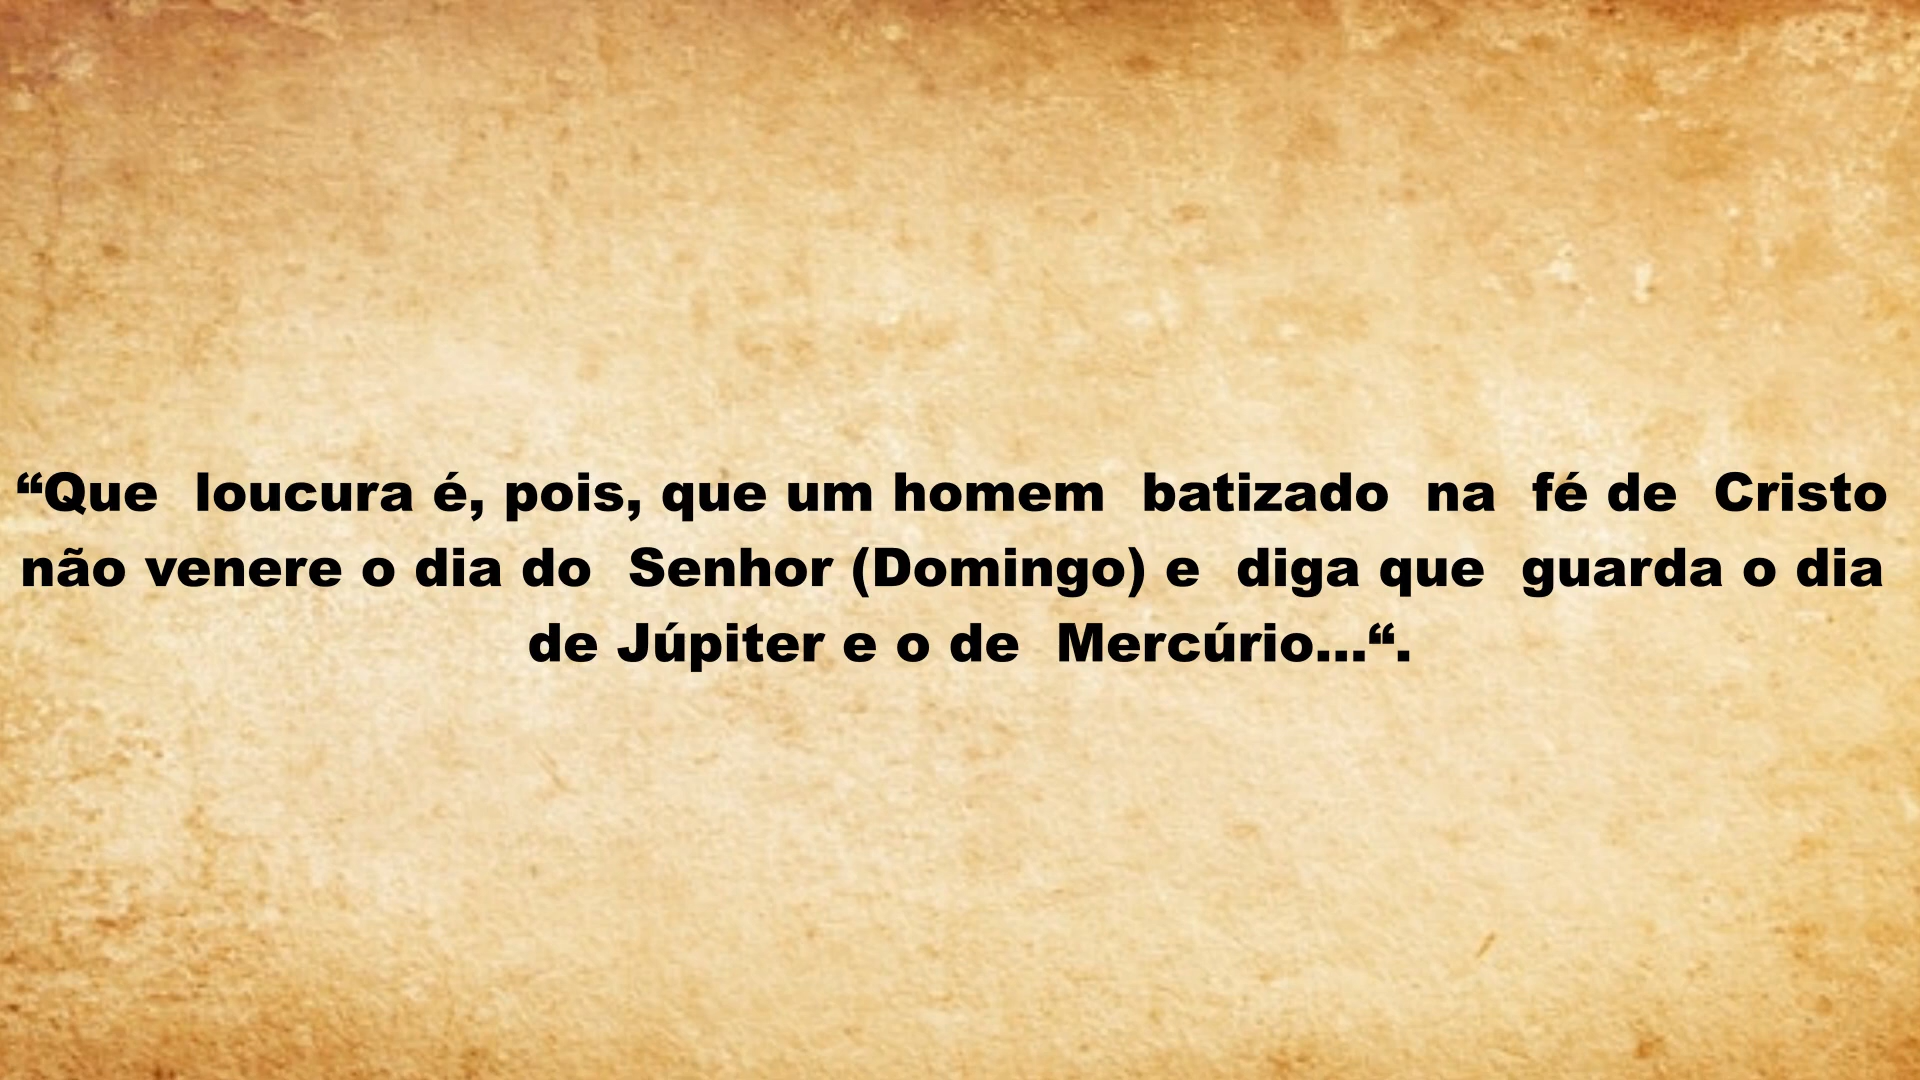 “Que loucura é, pois, que um homem batizado na fé de Cristo
não venere o dia do Senhor (Domingo) e diga que guarda o dia
de Júpiter e o de Mercúrio...“.